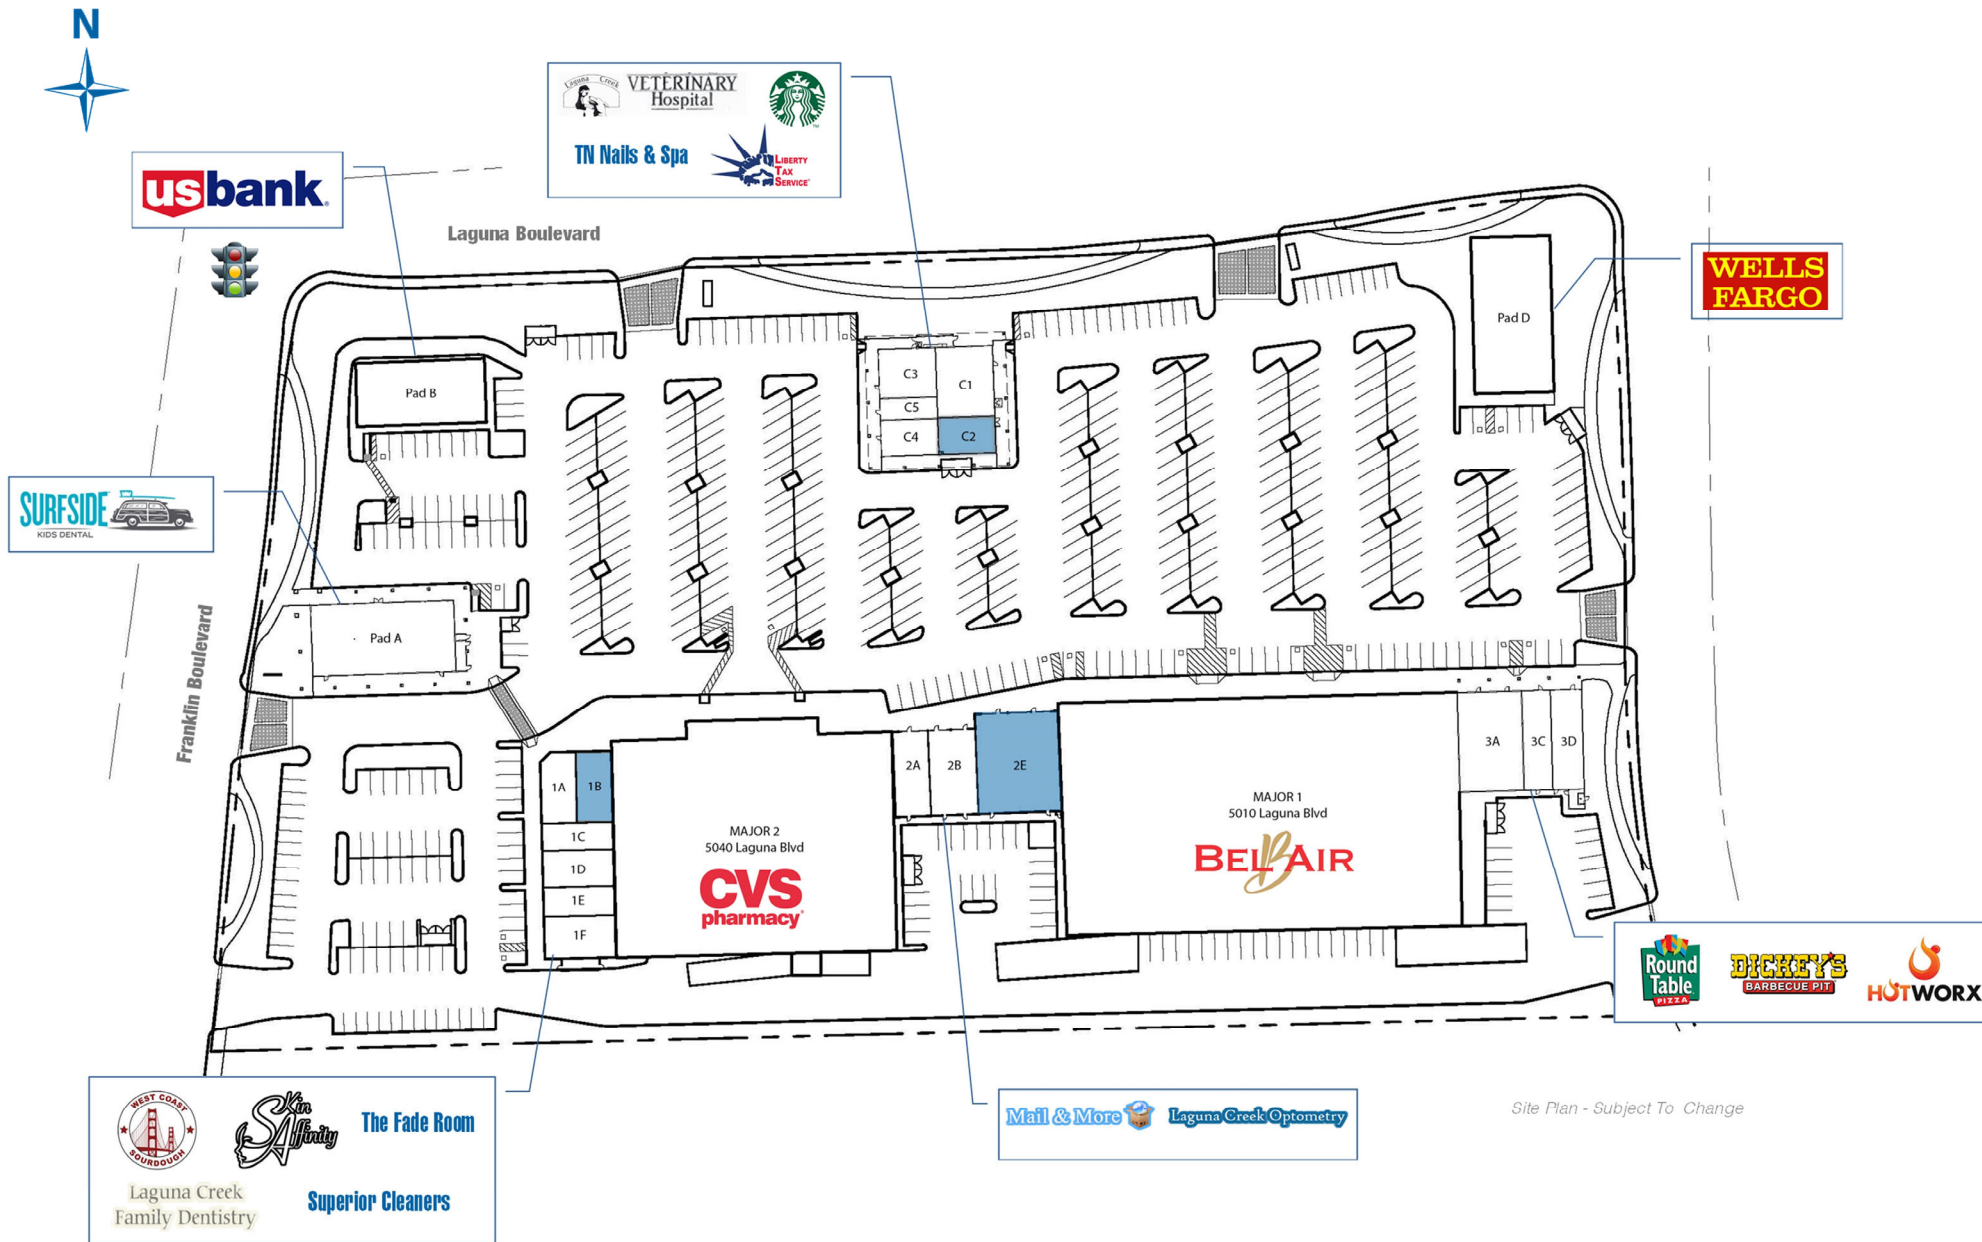 N
Laguna Creek
VETERINARY
Hospital
TN Nails & Spa
LIBERTY
TAX
SERVICE
usbank
Laguna Boulevard
WELLS
FARGO
Pad D
Pad B
C3
C1
C5
C4
C2
SURFSIDE
KIDS DENTAL
Pad A
Franklin Boulevard
1A
1B
1C
1D
1E
1F
MAJOR 2
5040 Laguna Blvd
CVS
pharmacy
2A
2B
2E
MAJOR 1
5010 Laguna Blvd
BEL AIR
3A
3C
3D
Round
Table
PIZZA
DICKEY'S
BARBECUE PIT
HOTWORX
WEST COAST
SOURDOUGH
Skin
Affinity
The Fade Room
Laguna Creek
Family Dentistry
Superior Cleaners
Mail & More
Laguna Creek Optometry
Site Plan - Subject To Change